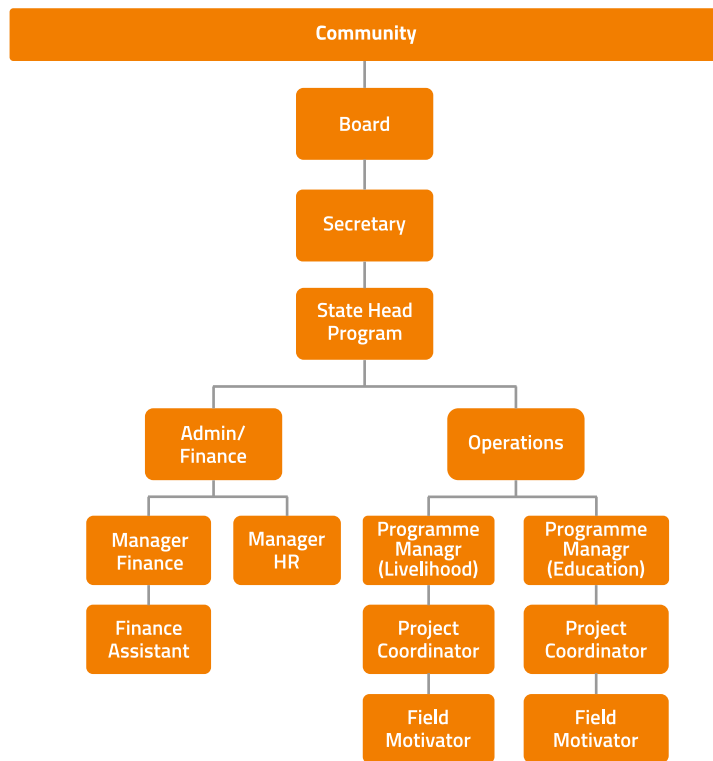 Community
Board
Secretary
State Head
Program
Admin/
Finance
Operations
Manager
Finance
Manager
HR
Programme
Managr
(Livelihood)
Programme
Managr
(Education)
Finance
Assistant
Project
Coordinator
Project
Coordinator
Field
Motivator
Field
Motivator